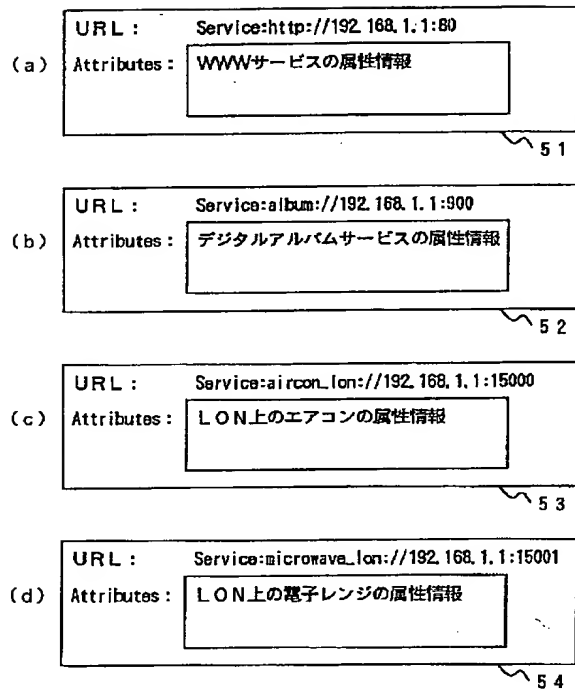 URL: Service:http://192.168.1.1:80
(a) Attributes: WWWサービスの属性情報
51
URL: Service:album://192.168.1.1:900
(b) Attributes: デジタルアルバムサービスの属性情報
52
URL: Service:aircon_lon://192.168.1.1:15000
(c) Attributes: LON上のエアコンの属性情報
53
URL: Service:microwave_lon://192.168.1.1:15001
(d) Attributes: LON上の電子レンジの属性情報
54